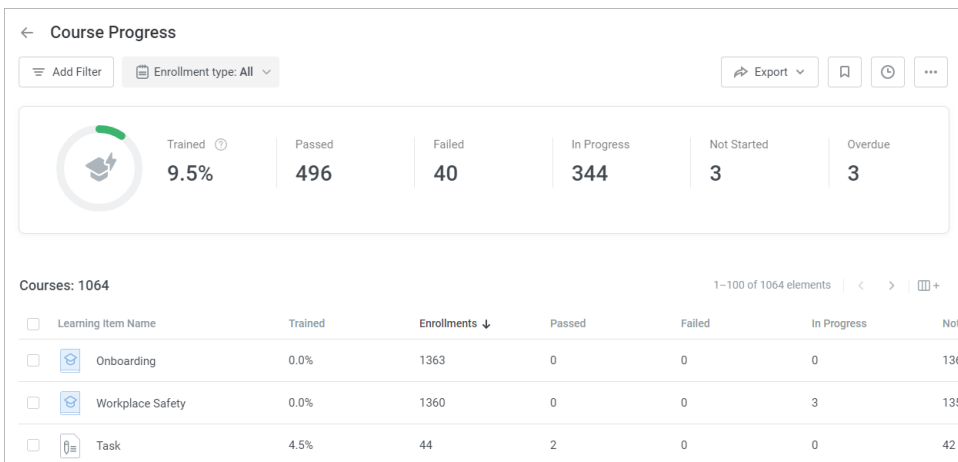 Course Progress
Add Filter Enrollment type: All Export
Trained Passed Failed In Progress Not Started Overdue
9.5% 496 40 344 3 3
Courses: 1064 1–100 of 1064 elements
Learning Item Name Trained Enrollments Passed Failed In Progress Not
Onboarding 0.0% 1363 0 0 0 136
Workplace Safety 0.0% 1360 0 0 3 135
Task 4.5% 44 2 0 0 42